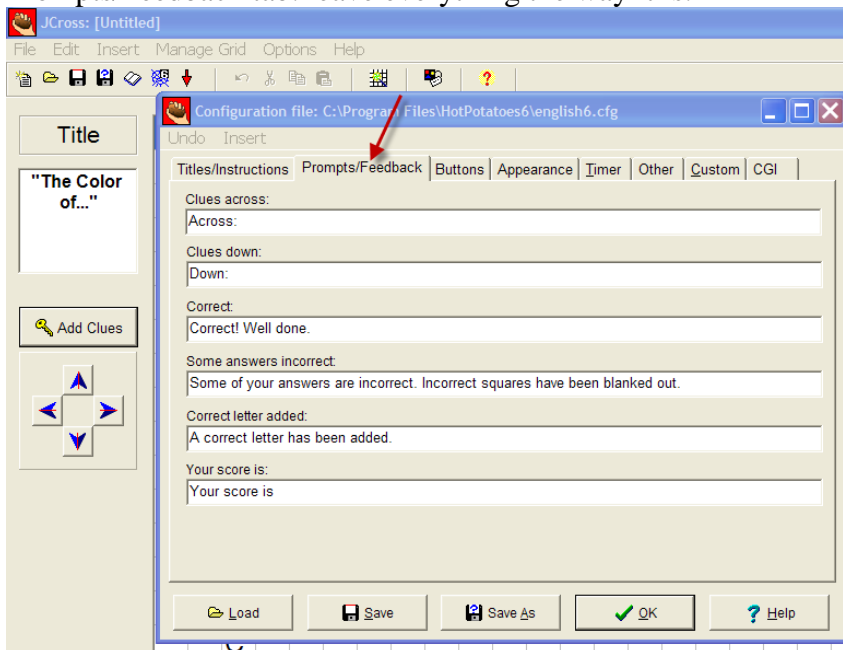 JCross: [Untitled]
File Edit Insert Manage Grid Options Help
Configuration file: C:\Program Files\HotPotatoes6\english6.cfg
Undo Insert
Title
"The Color
of..."
Add Clues
Titles/Instructions Prompts/Feedback Buttons Appearance Timer Other Custom CGI
Clues across:
Across:
Clues down:
Down:
Correct:
Correct! Well done.
Some answers incorrect:
Some of your answers are incorrect. Incorrect squares have been blanked out.
Correct letter added:
A correct letter has been added.
Your score is:
Your score is
Load Save Save As OK Help